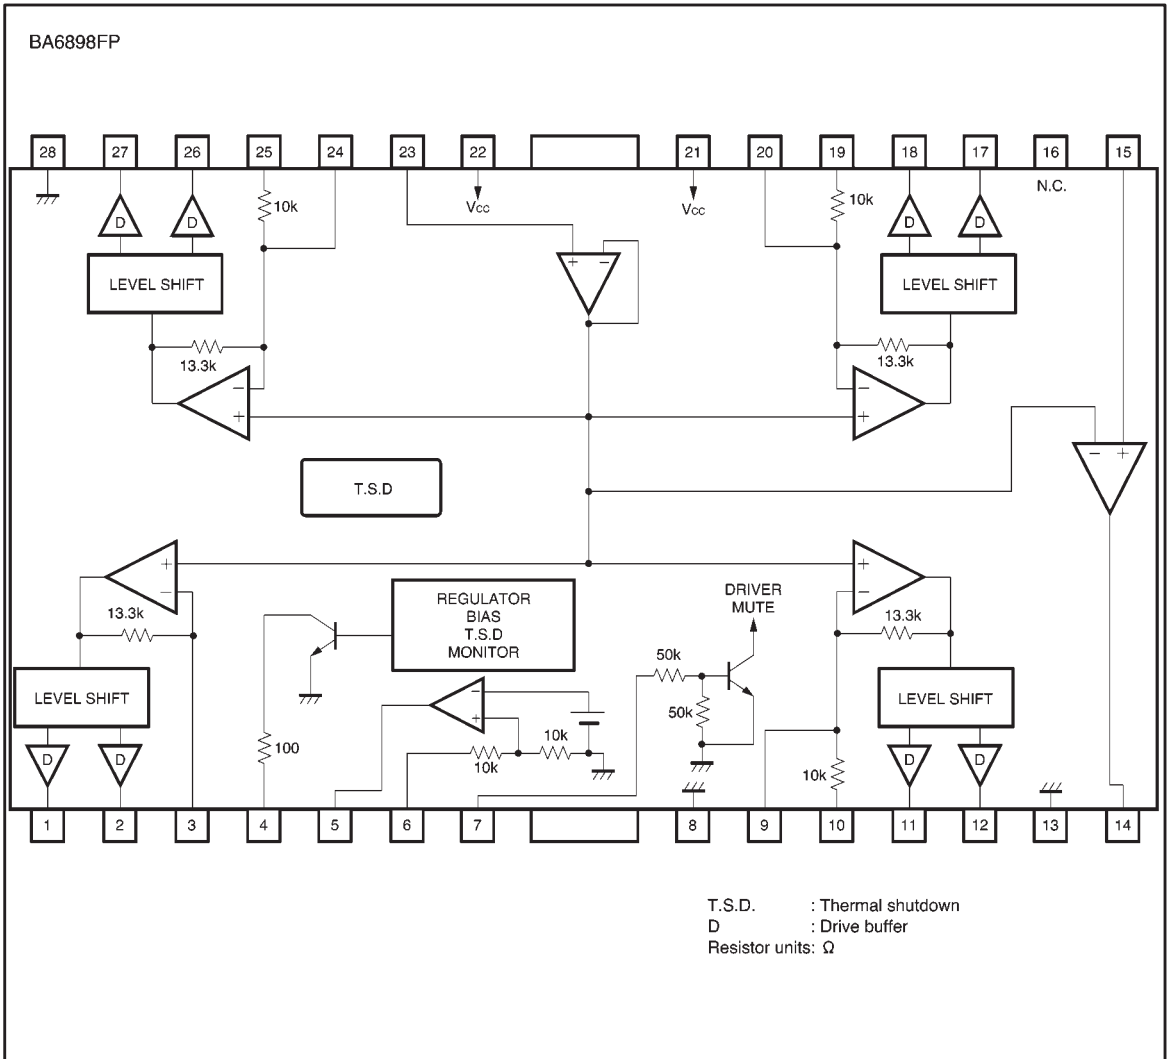 BA6898FP
28 27 26 25 24 23 22 21 20 19 18 17 16 15
N.C.
10k 10k
Vcc Vcc
D D D D
+ −
LEVEL SHIFT LEVEL SHIFT
13.3k 13.3k
− −
+ +
− +
T.S.D
+ +
− −
REGULATOR
BIAS
T.S.D
MONITOR
DRIVER
MUTE
13.3k 13.3k
50k
LEVEL SHIFT LEVEL SHIFT
−
+
50k
100
10k
10k
10k
D D D D
1 2 3 4 5 6 7 8 9 10 11 12 13 14
T.S.D. : Thermal shutdown
D : Drive buffer
Resistor units: Ω